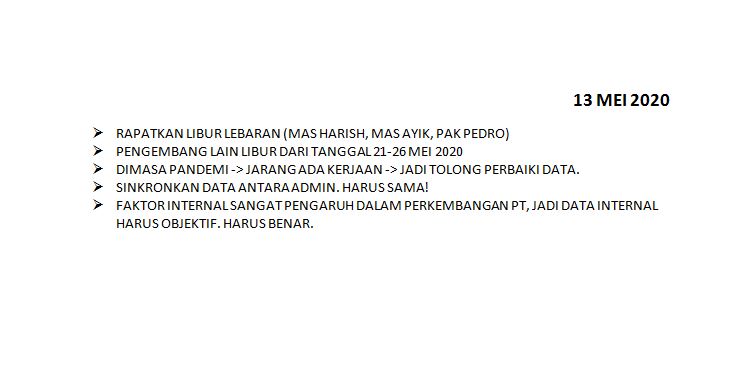 13 MEI 2020
➢ RAPATKAN LIBUR LEBARAN (MAS HARISH, MAS AYIK, PAK PEDRO)
➢ PENGEMBANG LAIN LIBUR DARI TANGGAL 21-26 MEI 2020
➢ DIMASA PANDEMI -> JARANG ADA KERJAAN -> JADI TOLONG PERBAIKI DATA.
➢ SINKRONKAN DATA ANTARA ADMIN. HARUS SAMA!
➢ FAKTOR INTERNAL SANGAT PENGARUH DALAM PERKEMBANGAN PT, JADI DATA INTERNAL
HARUS OBJEKTIF. HARUS BENAR.